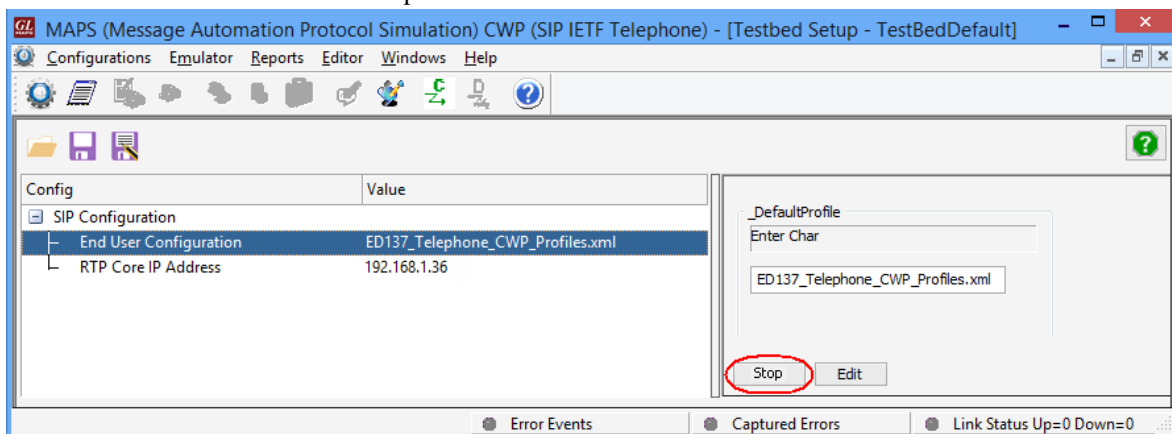 GL
MAPS (Message Automation Protocol Simulation) CWP (SIP IETF Telephone) - [Testbed Setup - TestBedDefault]
Configurations Emulator Reports Editor Windows Help
Config Value
SIP Configuration
End User Configuration ED137_Telephone_CWP_Profiles.xml
RTP Core IP Address 192.168.1.36
_DefaultProfile
Enter Char
ED137_Telephone_CWP_Profiles.xml
Stop Edit
Error Events Captured Errors Link Status Up=0 Down=0